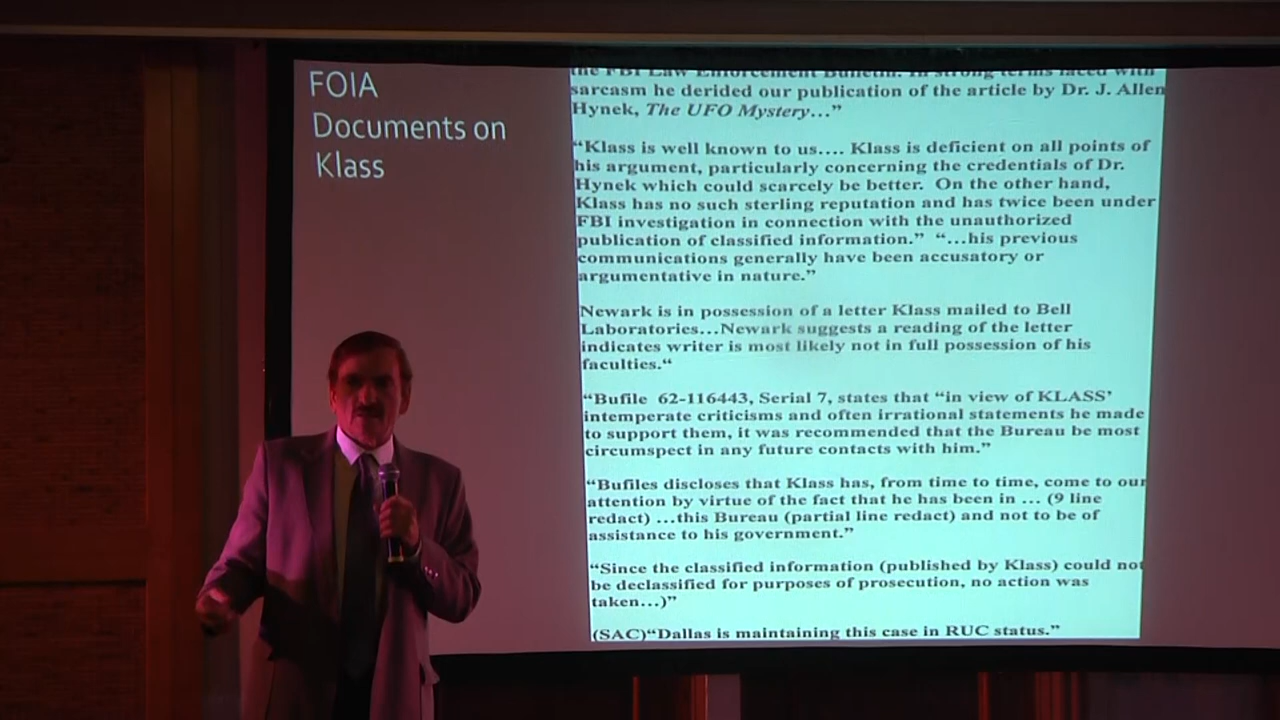 FOIA
Documents on
Klass
the FBI Law Enforcement Bulletin. In strong terms laced with
sarcasm he derided our publication of the article by Dr. J. Allen
Hynek, The UFO Mystery…”
“Klass is well known to us…. Klass is deficient on all points of
his argument, particularly concerning the credentials of Dr.
Hynek which could scarcely be better.  On the other hand,
Klass has no such sterling reputation and has twice been under
FBI investigation in connection with the unauthorized
publication of classified information.”  “…his previous
communications generally have been accusatory or
argumentative in nature.”
Newark is in possession of a letter Klass mailed to Bell
Laboratories…Newark suggests a reading of the letter
indicates writer is most likely not in full possession of his
faculties.“
“Bufile  62-116443, Serial 7, states that “in view of KLASS’
intemperate criticisms and often irrational statements he made
to support them, it was recommended that the Bureau be most
circumspect in any future contacts with him.”
“Bufiles discloses that Klass has, from time to time, come to our
attention by virtue of the fact that he has been in … (9 line
redact) …this Bureau (partial line redact) and not to be of
assistance to his government.”
“Since the classified information (published by Klass) could not
be declassified for purposes of prosecution, no action was
taken…)”
(SAC)“Dallas is maintaining this case in RUC status.”